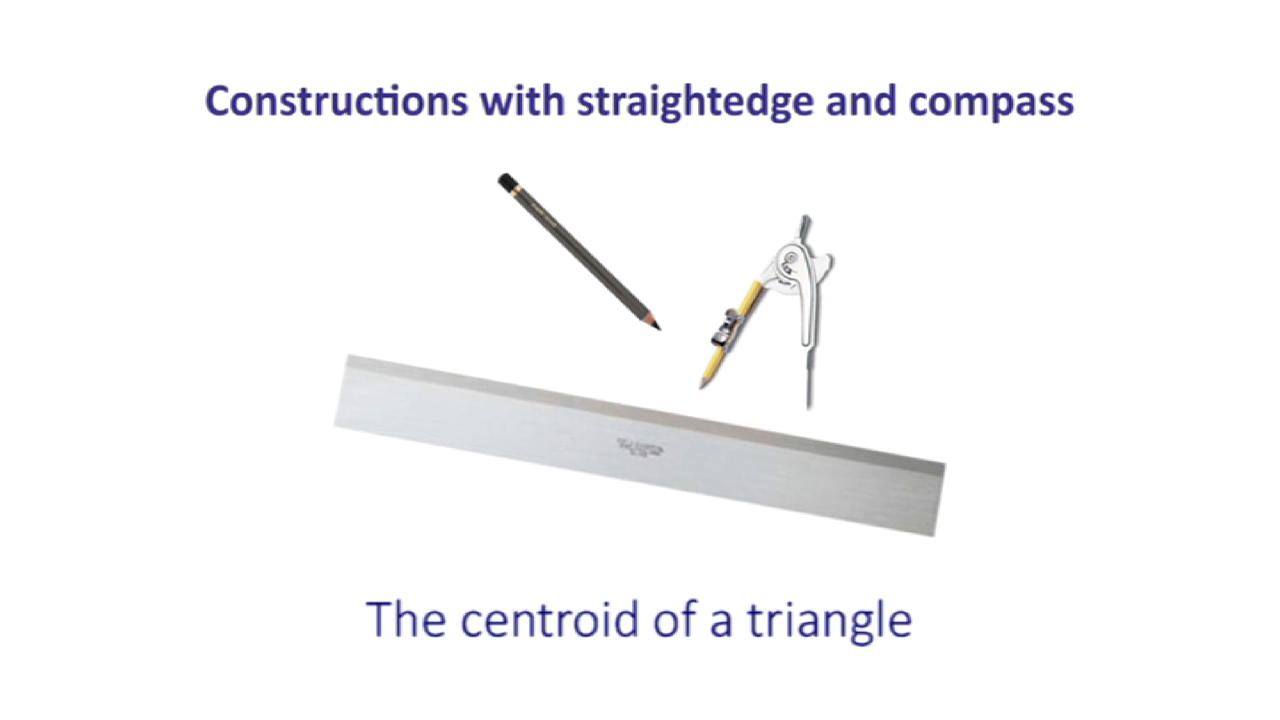 Constructions with straightedge and compass
The centroid of a triangle